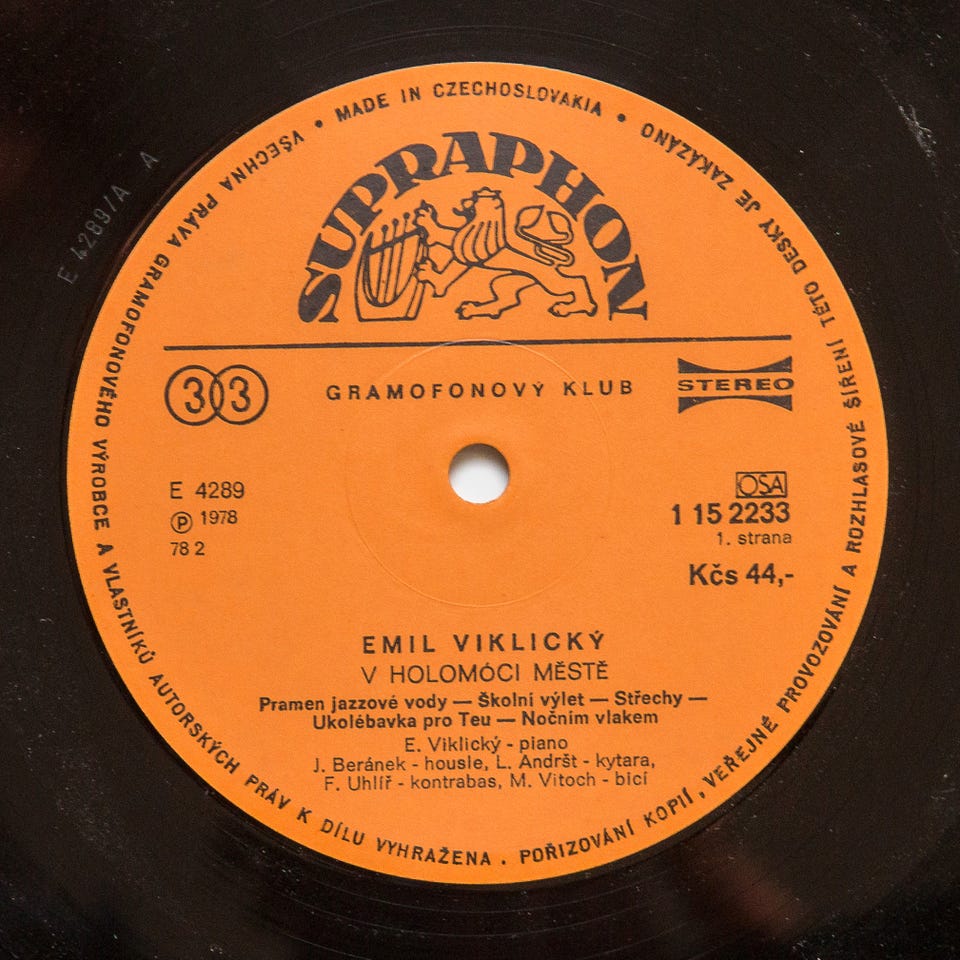 MADE IN CZECHOSLOVAKIA •
VŠECHNA PRÁVA GRAMOFONOVÉHO VÝROBCE A VLASTNÍKŮ AUTORSKÝCH PRÁV K DÍLU VYHRAŽENA . POŘIZOVÁNÍ KOPIÍ, VEŘEJNÉ PROVOZOVÁNÍ A ROZHLASOVÉ ŠÍŘENÍ TÉTO DESKY JE ZAKÁZÁNO •
E 4289/A A
SUPRAPHON
33
GRAMOFONOVÝ KLUB
STEREO
E 4289
Ⓟ 1978
78 2
OSA
1 15 2233
1. strana
Kčs 44,-
EMIL VIKLICKÝ
V HOLOMÓCI MĚSTĚ
Pramen jazzové vody — Školní výlet — Střechy —
Ukolébavka pro Teu — Nočním vlakem
E. Viklický - piano
J. Beránek - housle, L. Andršt - kytara,
F. Uhlíř - kontrabas, M. Vitoch - bicí